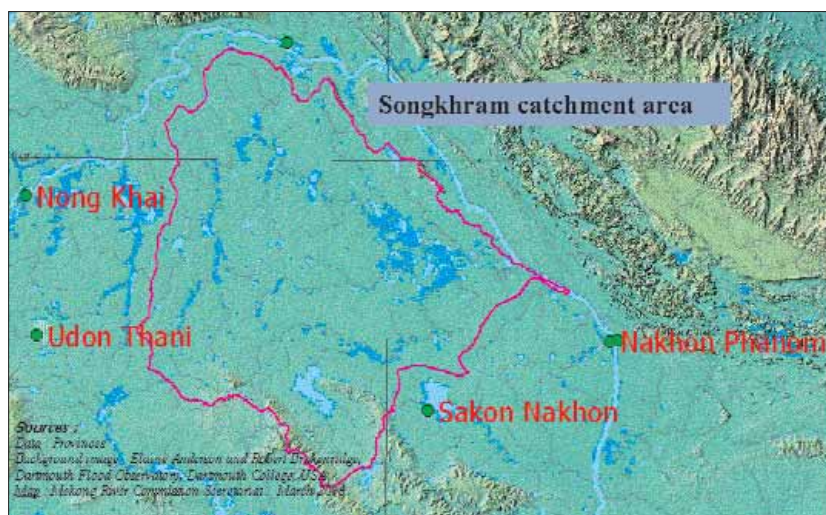 Songkhram catchment area
Nong Khai
Udon Thani
Nakhon Phanom
Sakon Nakhon
Sources :
Data : Provinces
Background image : Elaine Anderson and Robert Brakenridge,
Dartmouth Flood Observatory, Dartmouth College, USA
Map : Mekong River Commission Secretariat : March